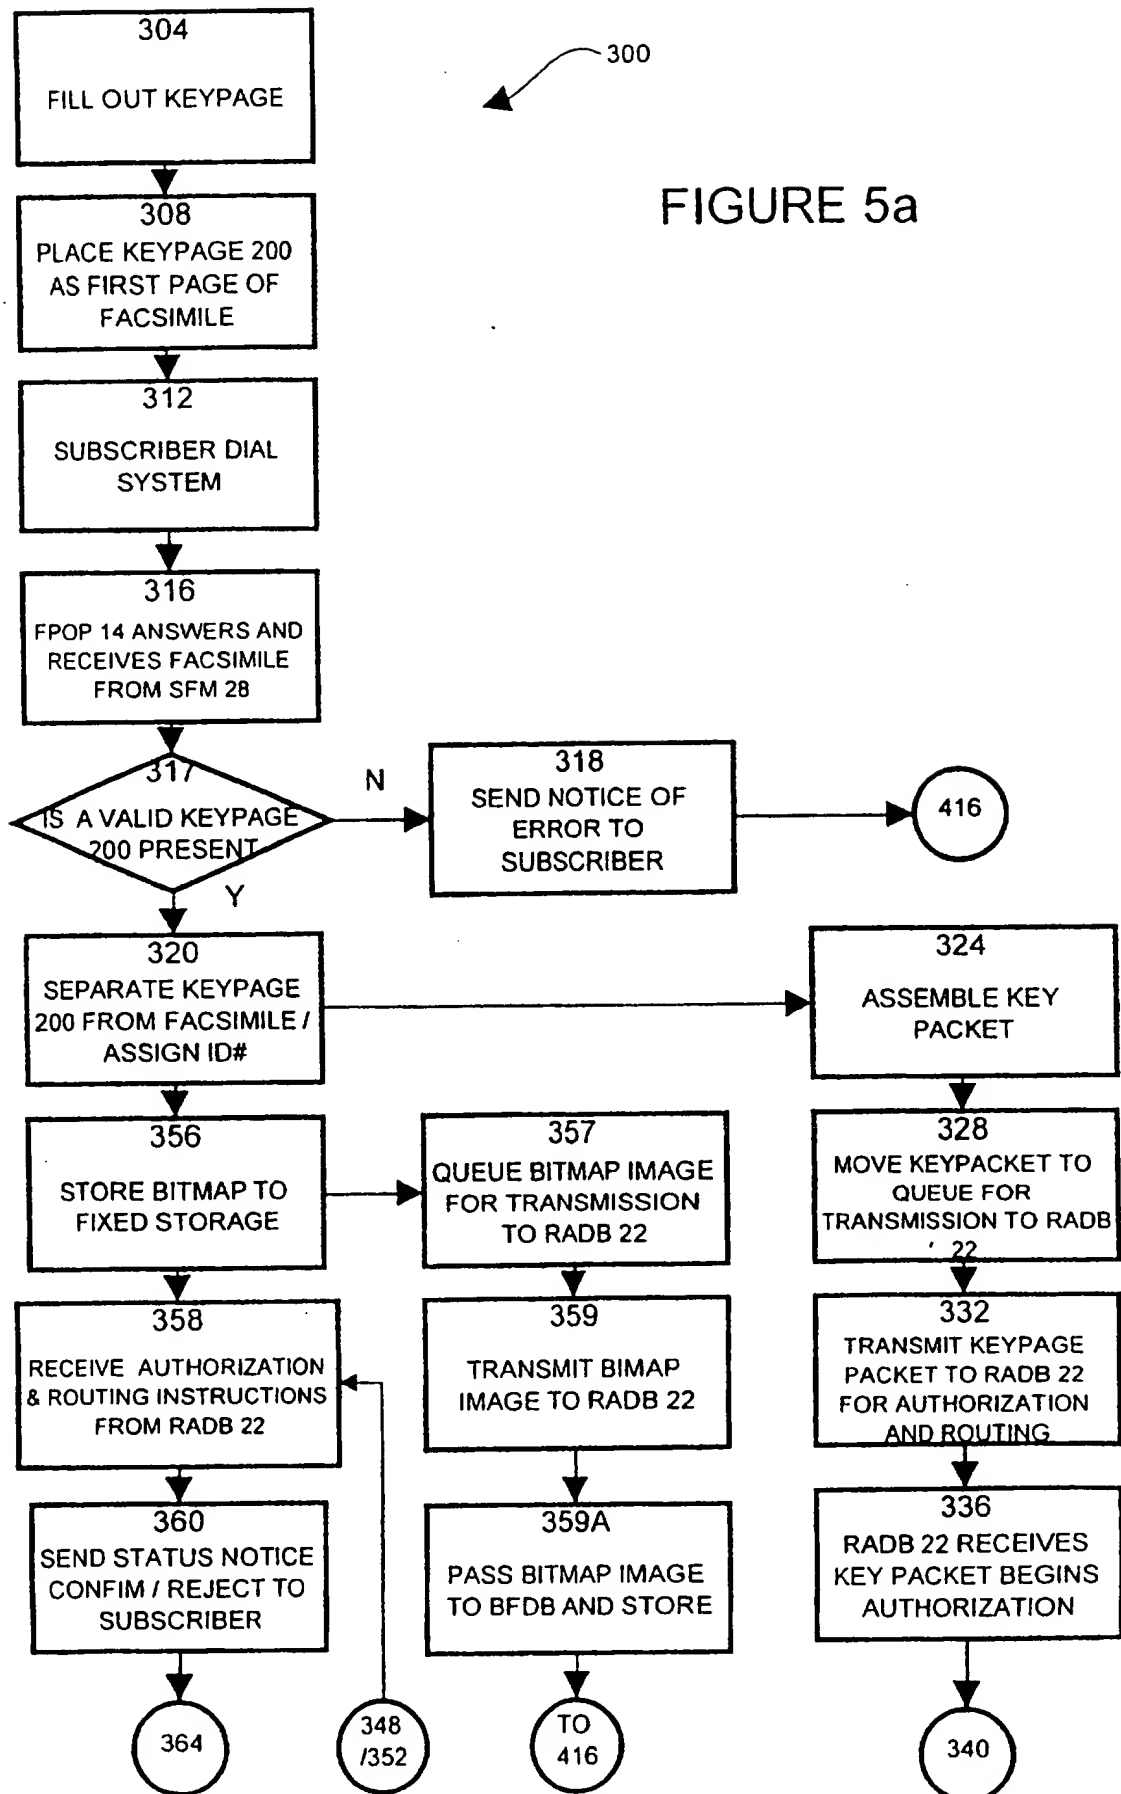 304
FILL OUT KEYPAGE
300
FIGURE 5a
308
PLACE KEYPAGE 200
AS FIRST PAGE OF
FACSIMILE
312
SUBSCRIBER DIAL
SYSTEM
316
FPOP 14 ANSWERS AND
RECEIVES FACSIMILE
FROM SFM 28
317
IS A VALID KEYPAGE
200 PRESENT
N
Y
318
SEND NOTICE OF
ERROR TO
SUBSCRIBER
416
320
SEPARATE KEYPAGE
200 FROM FACSIMILE /
ASSIGN ID#
324
ASSEMBLE KEY
PACKET
356
STORE BITMAP TO
FIXED STORAGE
357
QUEUE BITMAP IMAGE
FOR TRANSMISSION
TO RADB 22
328
MOVE KEYPACKET TO
QUEUE FOR
TRANSMISSION TO RADB
22
358
RECEIVE AUTHORIZATION
& ROUTING INSTRUCTIONS
FROM RADB 22
359
TRANSMIT BIMAP
IMAGE TO RADB 22
332
TRANSMIT KEYPAGE
PACKET TO RADB 22
FOR AUTHORIZATION
AND ROUTING
360
SEND STATUS NOTICE
CONFIM / REJECT TO
SUBSCRIBER
359A
PASS BITMAP IMAGE
TO BFDB AND STORE
336
RADB 22 RECEIVES
KEY PACKET BEGINS
AUTHORIZATION
364
348
/352
TO
416
340